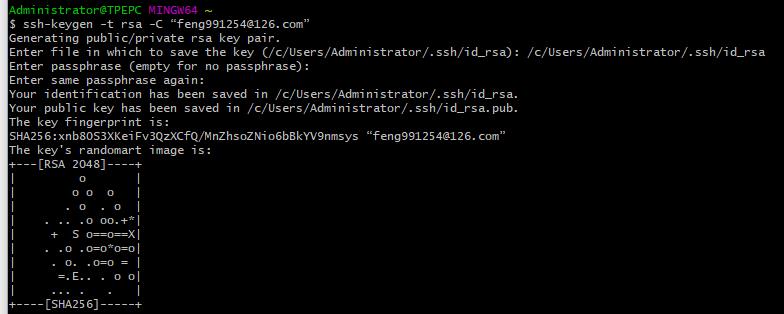 Administrator@TPEPC MINGW64 ~
$ ssh-keygen -t rsa -C “feng991254@126.com”
Generating public/private rsa key pair.
Enter file in which to save the key (/c/Users/Administrator/.ssh/id_rsa): /c/Users/Administrator/.ssh/id_rsa
Enter passphrase (empty for no passphrase):
Enter same passphrase again:
Your identification has been saved in /c/Users/Administrator/.ssh/id_rsa.
Your public key has been saved in /c/Users/Administrator/.ssh/id_rsa.pub.
The key fingerprint is:
SHA256:xnb8OS3XKeiFv3QzXCfQ/MnZhsoZNio6bBkYV9nmsys “feng991254@126.com”
The key's randomart image is:
+---[RSA 2048]----+
|         o       |
|        o o  o   |
|       . o  . o  |
|    . .. .o oo.+*|
|     +  S o==o==X|
|    . .o .o=o*o=o|
|     . o. .o=o = |
|      =.E.. . o o|
|     ... .   .   |
+----[SHA256]-----+